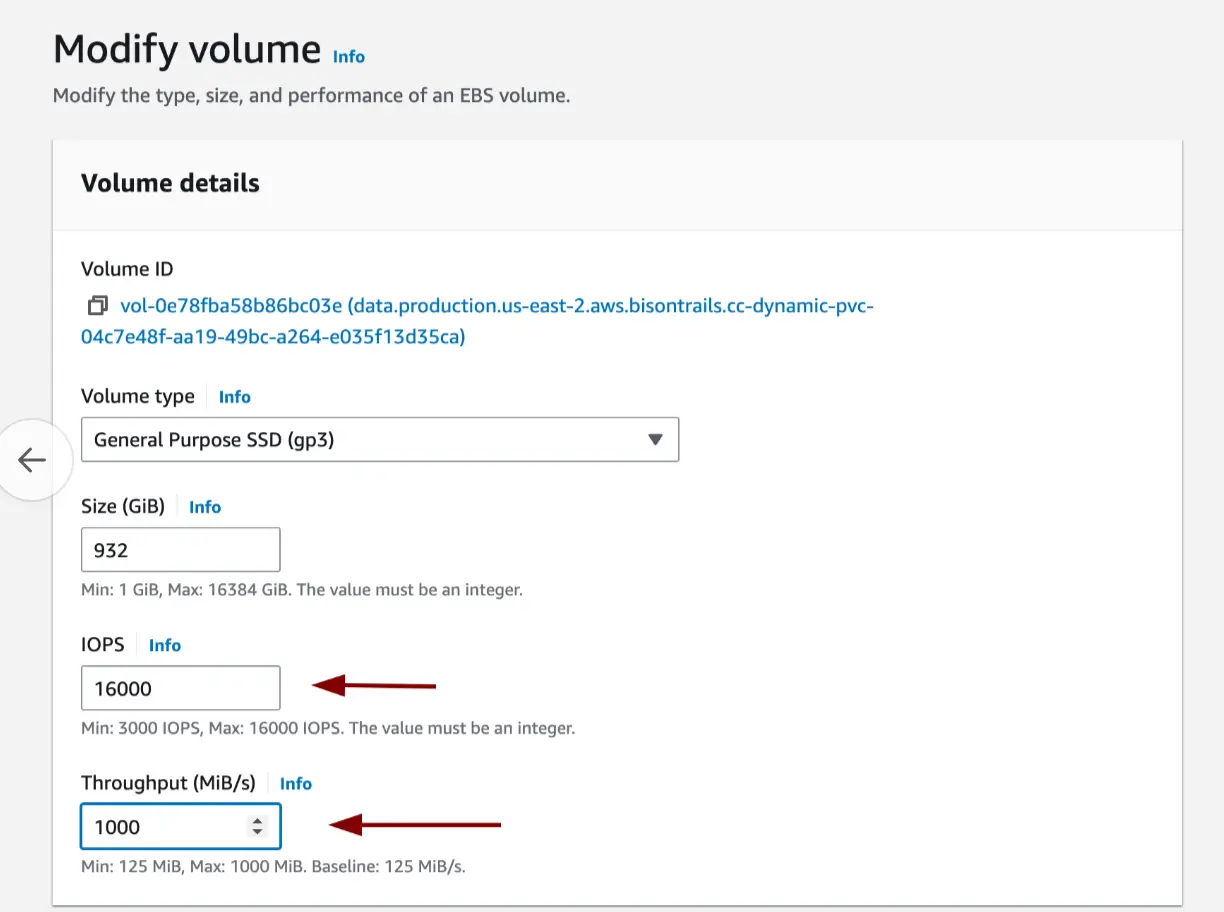 Modify volume Info
Modify the type, size, and performance of an EBS volume.
Volume details
Volume ID
vol-0e78fba58b86bc03e (data.production.us-east-2.aws.bisontrails.cc-dynamic-pvc-
04c7e48f-aa19-49bc-a264-e035f13d35ca)
Volume type Info
General Purpose SSD (gp3)
Size (GiB) Info
932
Min: 1 GiB, Max: 16384 GiB. The value must be an integer.
IOPS Info
16000
Min: 3000 IOPS, Max: 16000 IOPS. The value must be an integer.
Throughput (MiB/s) Info
1000
Min: 125 MiB, Max: 1000 MiB. Baseline: 125 MiB/s.